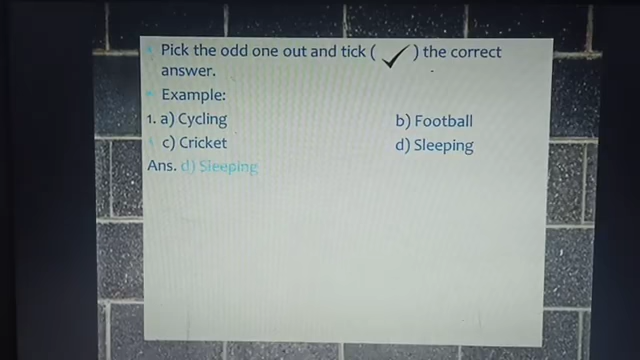 Pick the odd one out and tick ( ✓ ) the correct
answer.
Example:
1. a) Cycling b) Football
c) Cricket d) Sleeping
Ans. d) Sleeping